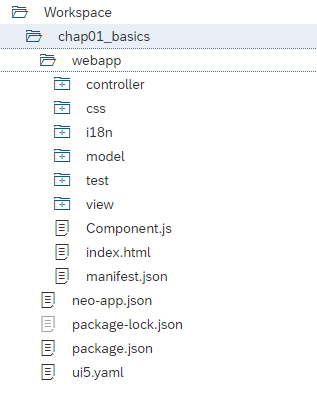 Workspace
chap01_basics
webapp
controller
css
i18n
model
test
view
Component.js
index.html
manifest.json
neo-app.json
package-lock.json
package.json
ui5.yaml